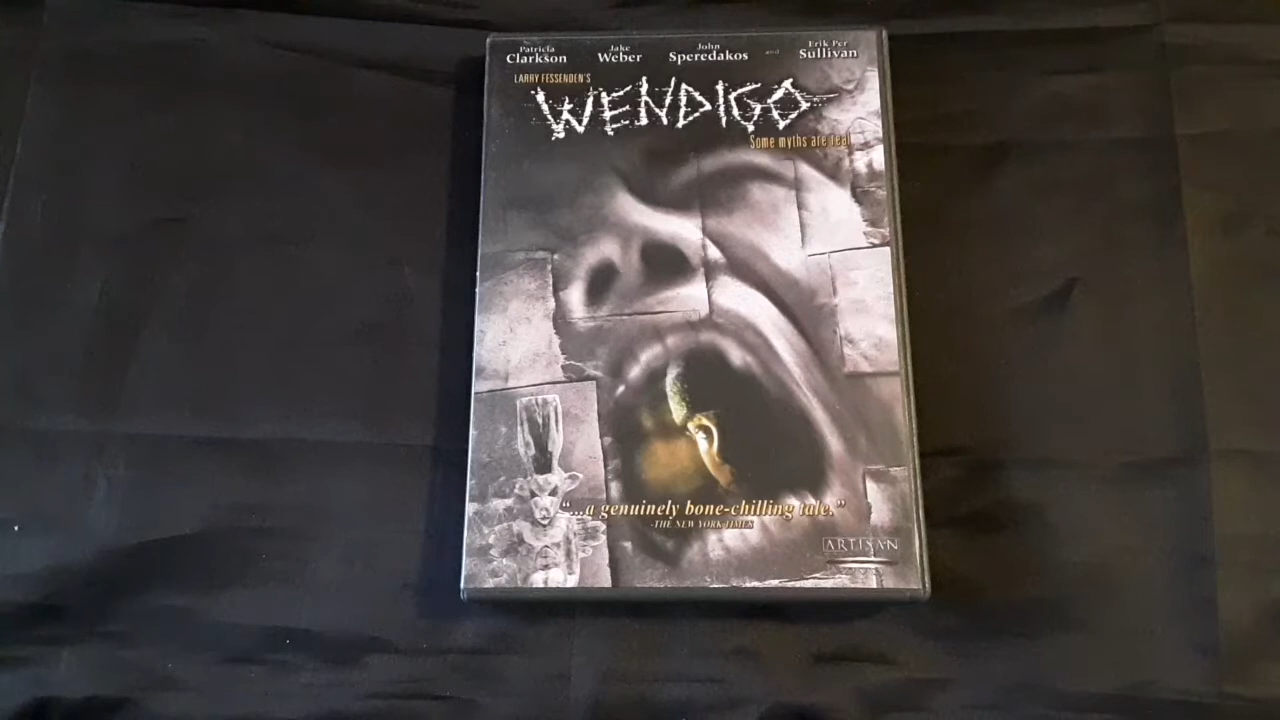 Patricia Clarkson Jake Weber John Speredakos and Erik Per Sullivan
LARRY FESSENDEN'S
WENDIGO
Some myths are real
“...a genuinely bone-chilling tale.”
-THE NEW YORK TIMES
ARTISAN